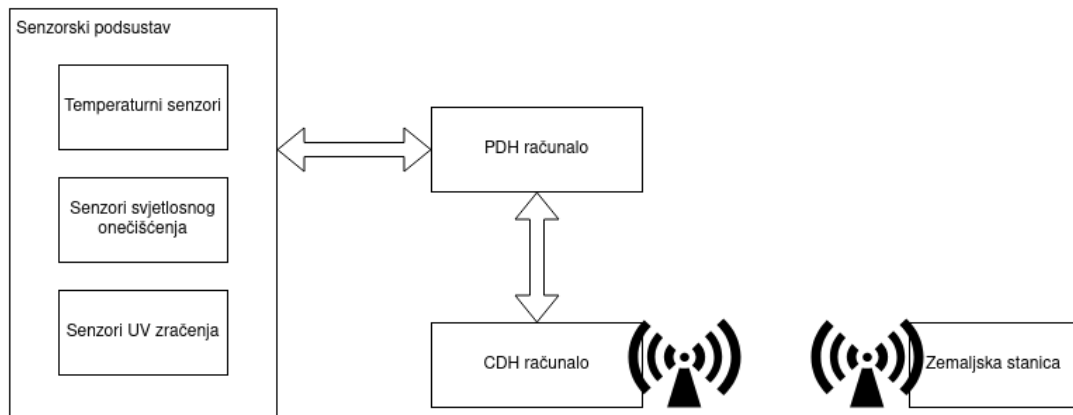 Senzorski podsustav
Temperaturni senzori
PDH računalo
Senzori svjetlosnog
onečišćenja
Senzori UV zračenja
CDH računalo
Zemaljska stanica